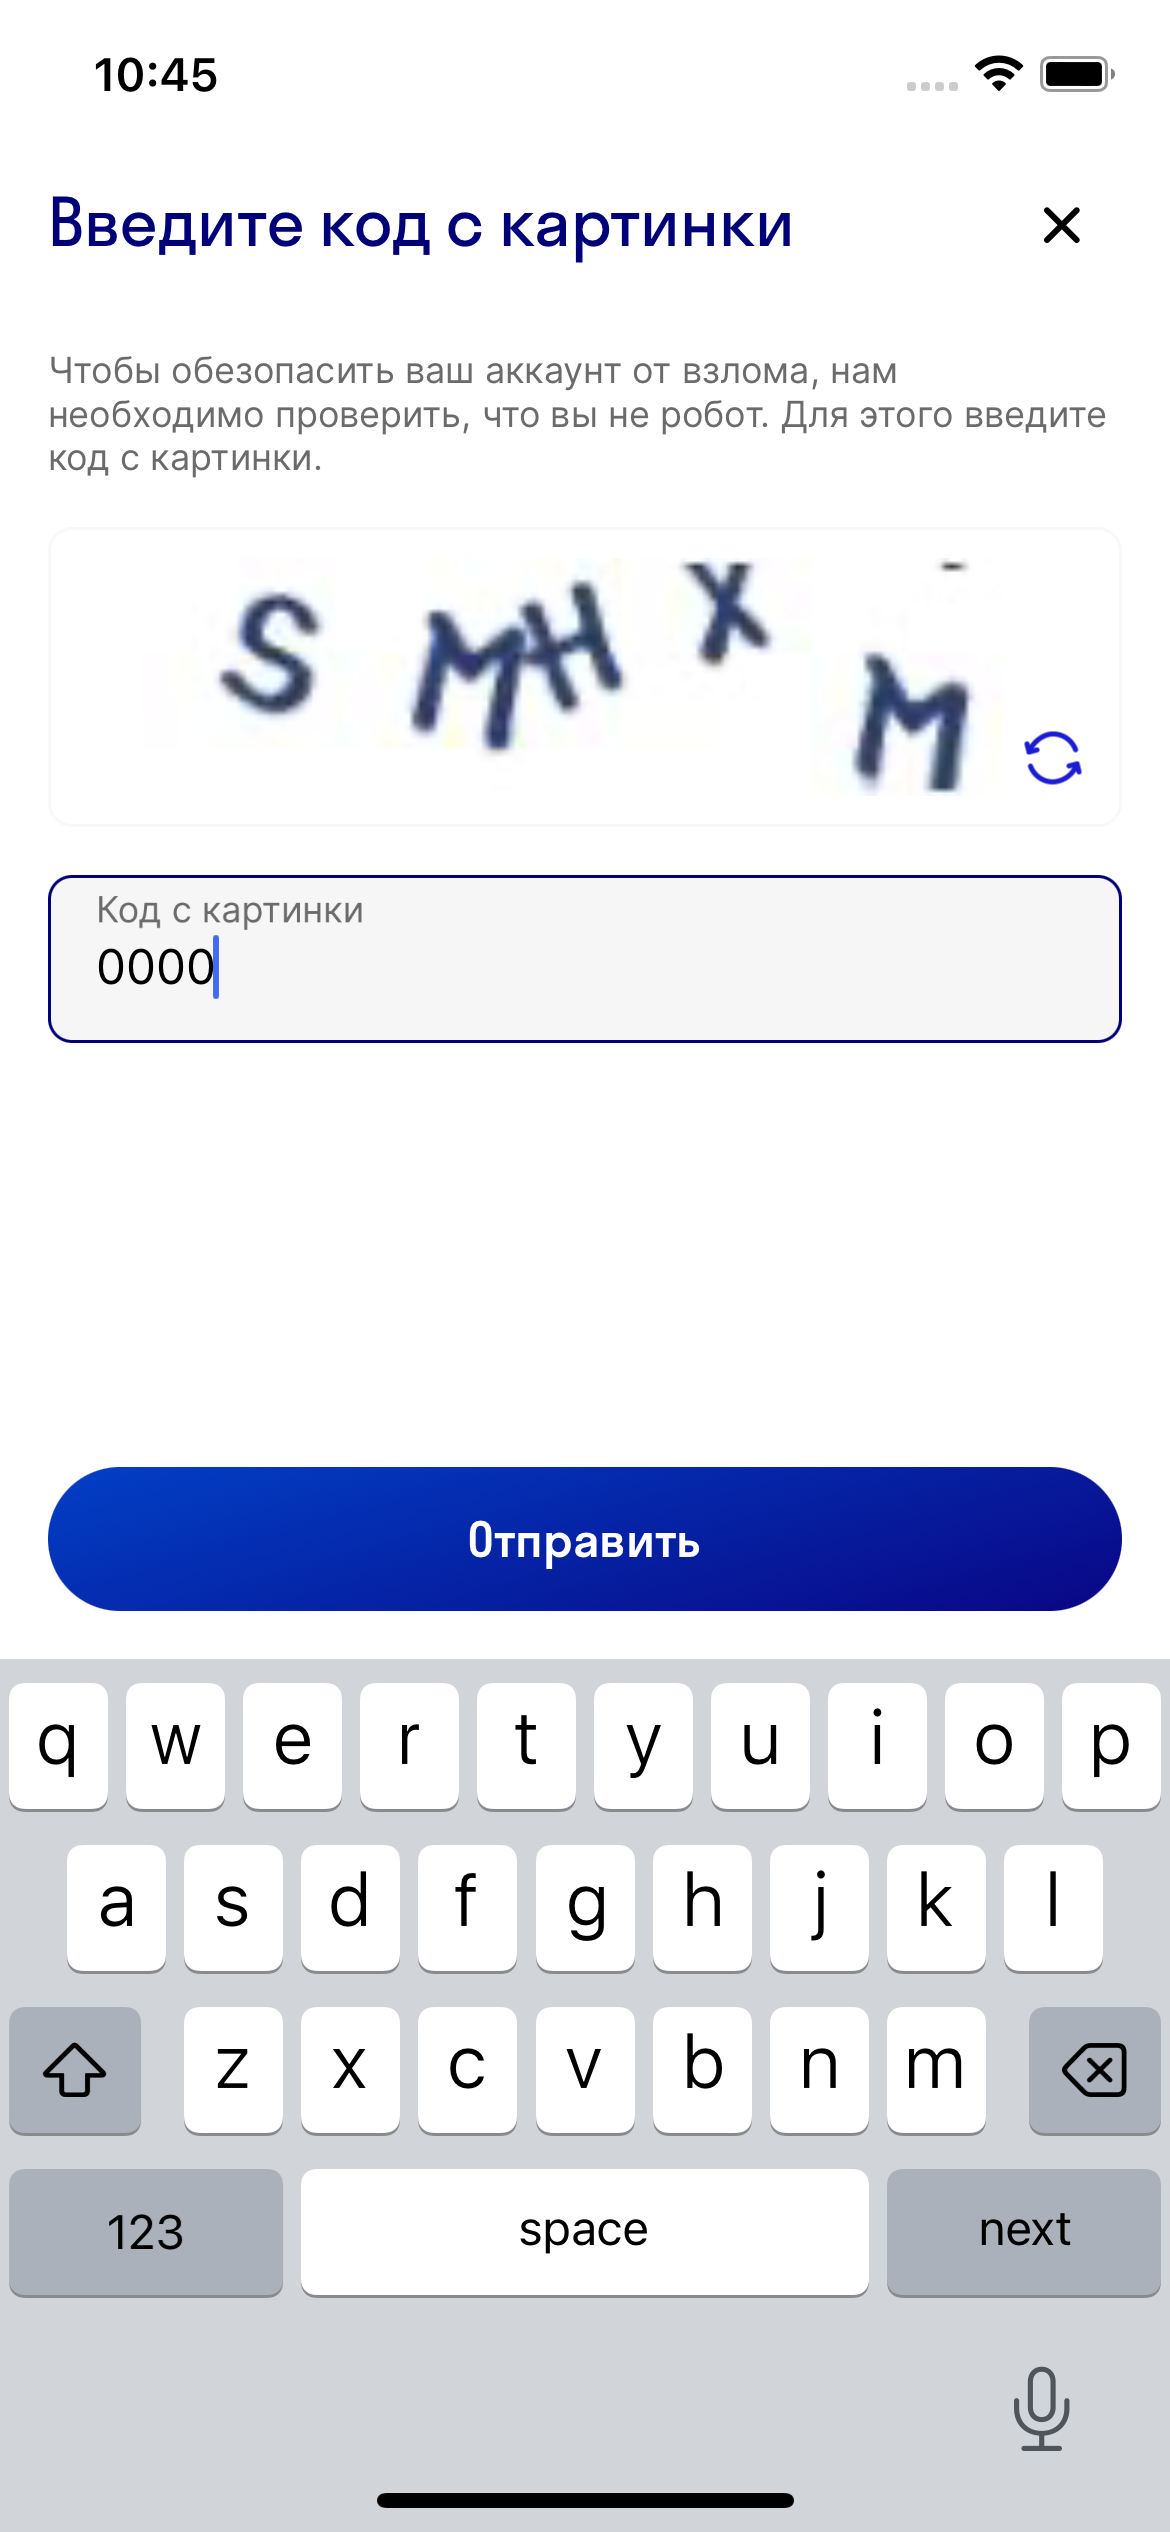 10:45
Введите код с картинки
Чтобы обезопасить ваш аккаунт от взлома, нам
необходимо проверить, что вы не робот. Для этого введите
код с картинки.
S MHXM
Код с картинки
0000
Отправить
q w e r t y u i o p
a s d f g h j k l
z x c v b n m
123 space next